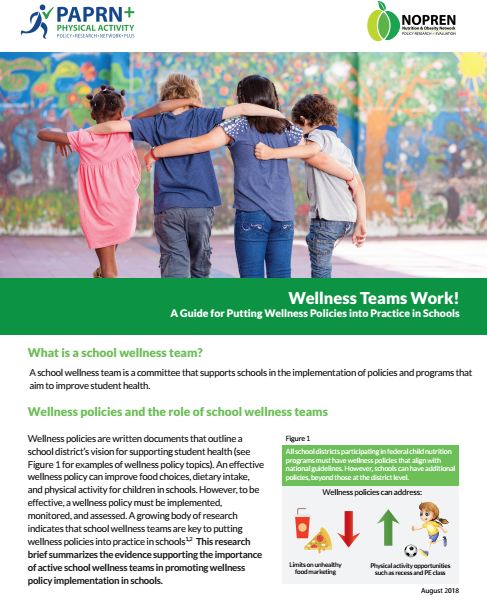 PAPRN+
PHYSICAL ACTIVITY
POLICY • RESEARCH • NETWORK • PLUS
NOPREN
Nutrition & Obesity Network
POLICY RESEARCH + EVALUATION
Wellness Teams Work!
A Guide for Putting Wellness Policies into Practice in Schools
What is a school wellness team?
A school wellness team is a committee that supports schools in the implementation of policies and programs that
aim to improve student health.
Wellness policies and the role of school wellness teams
Wellness policies are written documents that outline a
school district's vision for supporting student health (see
Figure 1 for examples of wellness policy topics). An effective
wellness policy can improve food choices, dietary intake,
and physical activity for children in schools. However, to be
effective, a wellness policy must be implemented,
monitored, and assessed. A growing body of research
indicates that school wellness teams are key to putting
wellness policies into practice in schools1,2 This research
brief summarizes the evidence supporting the importance
of active school wellness teams in promoting wellness
policy implementation in schools.
Figure 1
All school districts participating in federal child nutrition
programs must have wellness policies that align with
national guidelines. However, schools can have additional
policies, beyond those at the district level.
Wellness policies can address:
Limits on unhealthy
food marketing
Physical activity opportunities
such as recess and PE class
August 2018